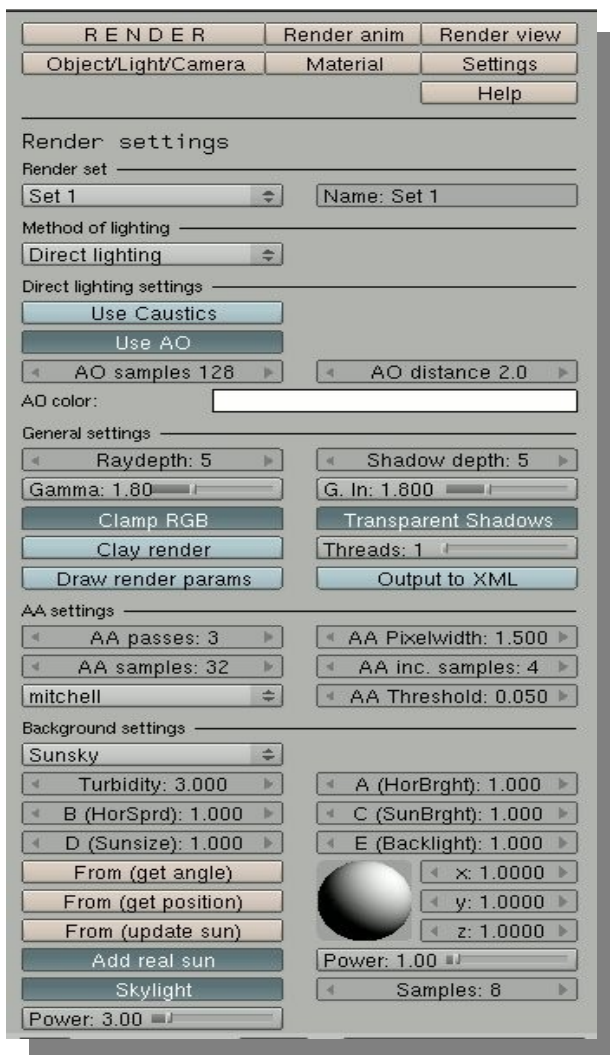 RENDER Render anim Render view
Object/Light/Camera Material Settings
Help
Render settings
Render set
Set 1 Name: Set 1
Method of lighting
Direct lighting
Direct lighting settings
Use Caustics
Use AO
AO samples 128 AO distance 2.0
AO color:
General settings
Raydepth: 5 Shadow depth: 5
Gamma: 1.80 G. In: 1.800
Clamp RGB Transparent Shadows
Clay render Threads: 1
Draw render params Output to XML
AA settings
AA passes: 3 AA Pixelwidth: 1.500
AA samples: 32 AA inc. samples: 4
mitchell AA Threshold: 0.050
Background settings
Sunsky
Turbidity: 3.000 A (HorBrght): 1.000
B (HorSprd): 1.000 C (SunBrght): 1.000
D (Sunsize): 1.000 E (Backlight): 1.000
From (get angle) x: 1.0000
From (get position) y: 1.0000
From (update sun) z: 1.0000
Add real sun Power: 1.00
Skylight Samples: 8
Power: 3.00